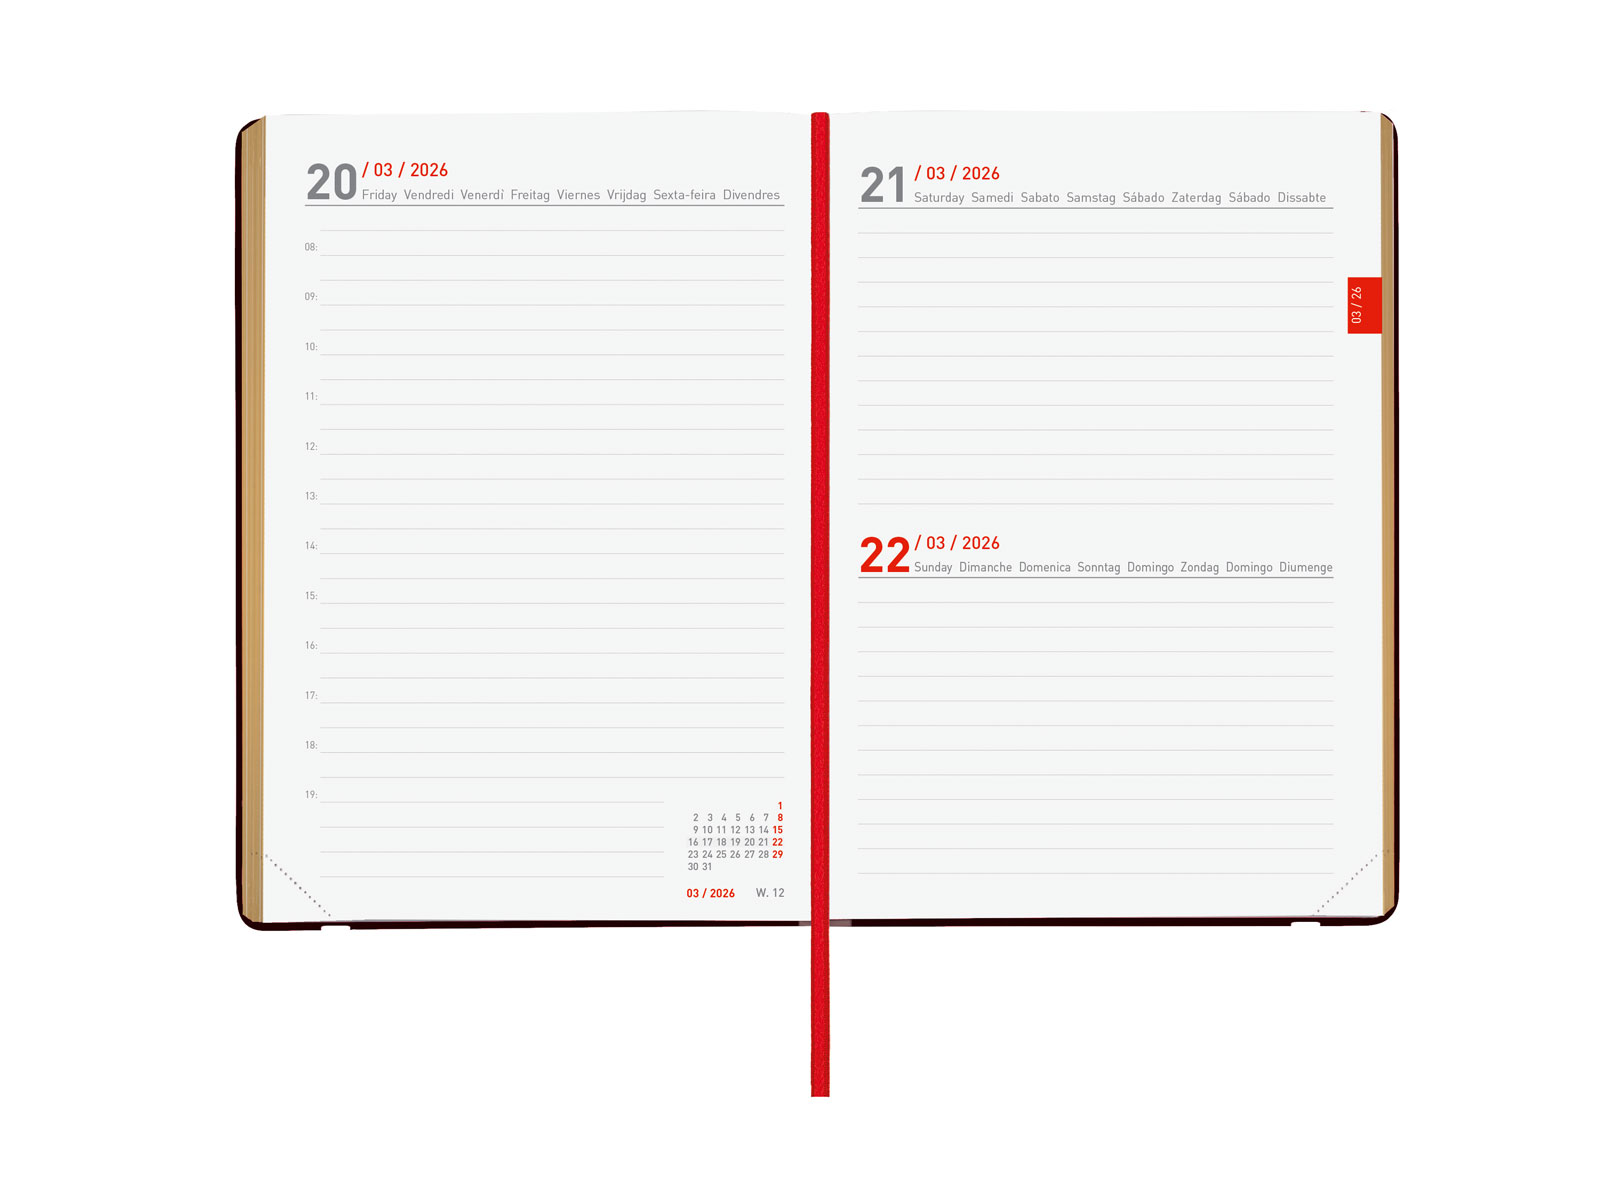 20 / 03 / 2026
Friday Vendredi Venerdì Freitag Viernes Vrijdag Sexta-feira Divendres
08:
09:
10:
11:
12:
13:
14:
15:
16:
17:
18:
19:
1
2 3 4 5 6 7 8
9 10 11 12 13 14 15
16 17 18 19 20 21 22
23 24 25 26 27 28 29
30 31
03 / 2026 W. 12
21 / 03 / 2026
Saturday Samedi Sabato Samstag Sábado Zaterdag Sábado Dissabte
03 / 26
22 / 03 / 2026
Sunday Dimanche Domenica Sonntag Domingo Zondag Domingo Diumenge